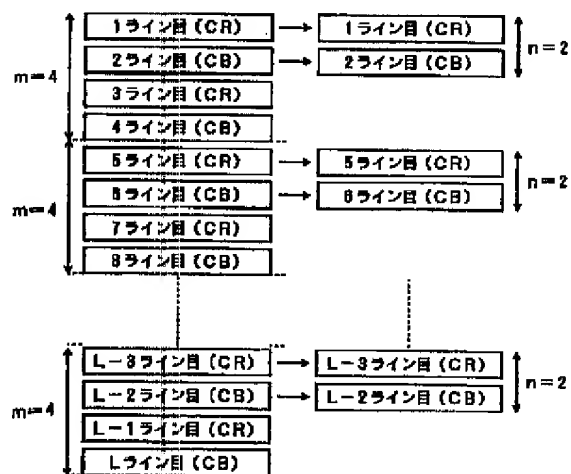 1ライン目(CR) → 1ライン目(CR)
2ライン目(CB) → 2ライン目(CB)
n=2
m=4
3ライン目(CR)
4ライン目(CB)
5ライン目(CR) → 5ライン目(CR)
6ライン目(CB) → 6ライン目(CB)
n=2
m=4
7ライン目(CR)
8ライン目(CB)
L-3ライン目(CR) → L-3ライン目(CR)
L-2ライン目(CB) → L-2ライン目(CB)
n=2
m=4
L-1ライン目(CR)
Lライン目(CB)